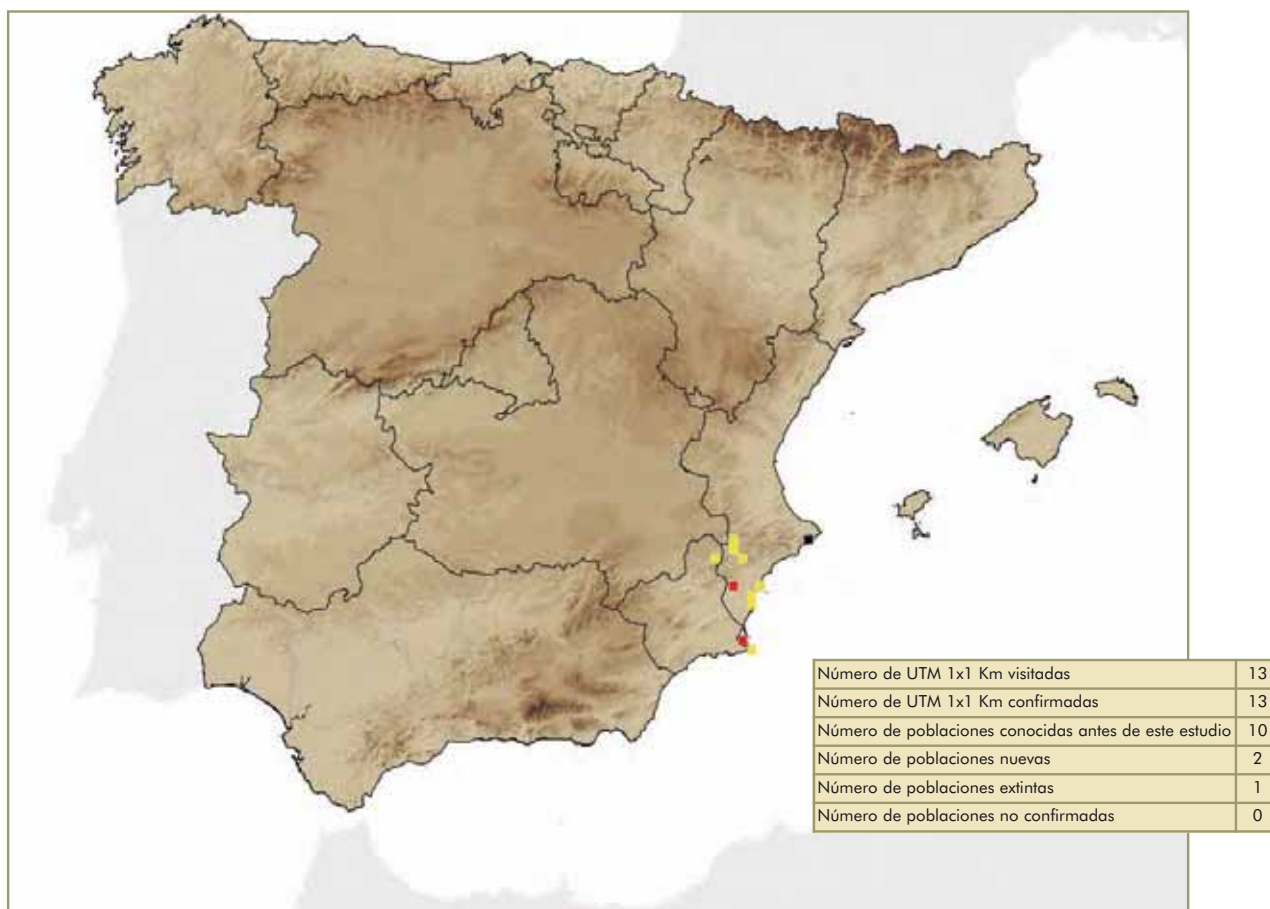 Número de UTM 1x1 Km visitadas 13
Número de UTM 1x1 Km confirmadas 13
Número de poblaciones conocidas antes de este estudio 10
Número de poblaciones nuevas 2
Número de poblaciones extintas 1
Número de poblaciones no confirmadas 0